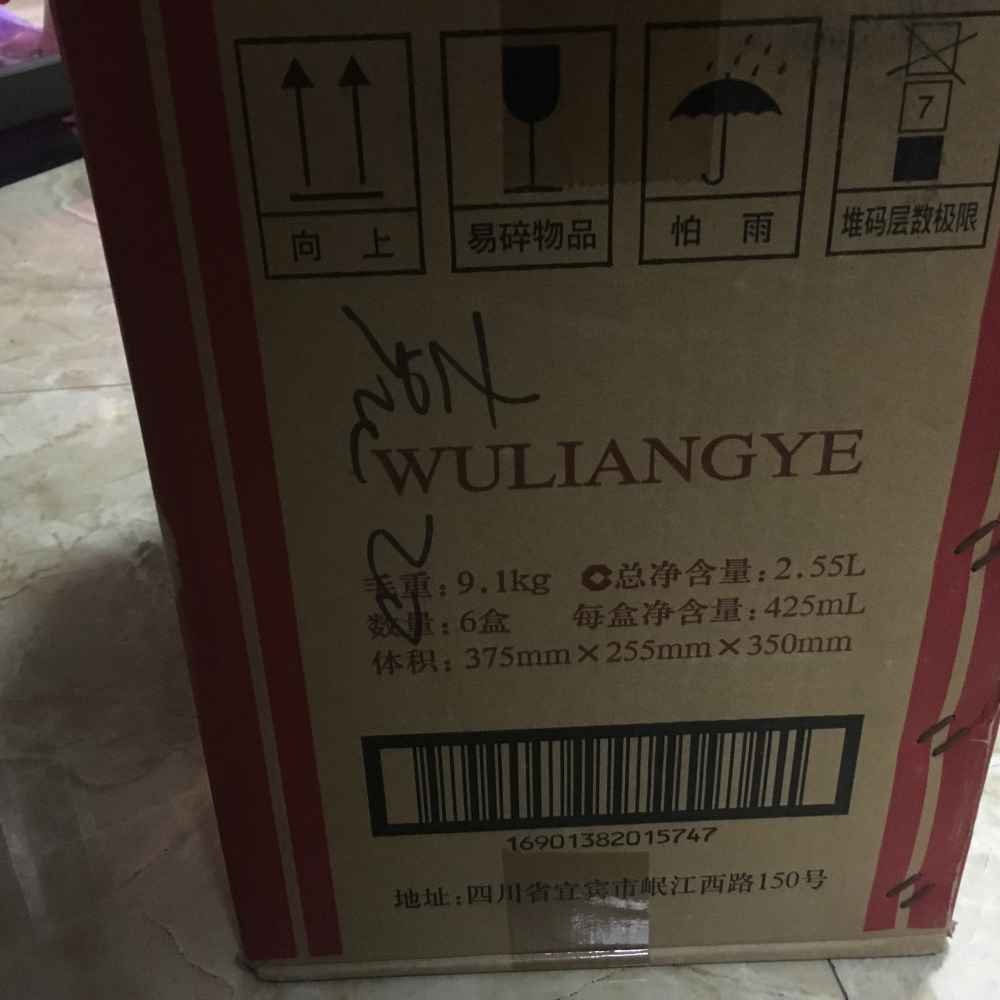 7
向 上
易碎物品
怕 雨
堆码层数极限
WULIANGYE
毛重:9.1kg 总净含量:2.55L
数量:6盒 每盒净含量:425mL
体积:375mm×255mm×350mm
16901382015747
地址:四川省宜宾市岷江西路150号